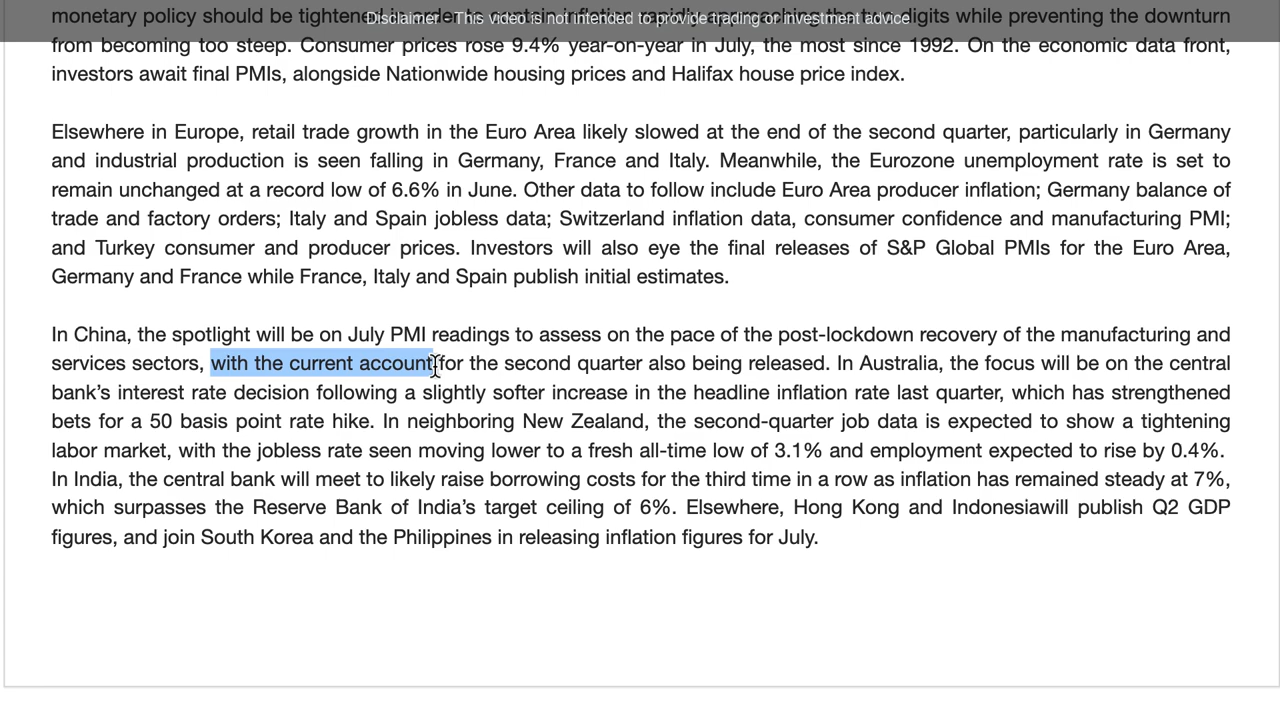 Disclaimer - This video is not intended to provide trading or investment advice
monetary policy should be tightened in order to contain inflation rapidly approaching the two digits while preventing the downturn
from becoming too steep. Consumer prices rose 9.4% year-on-year in July, the most since 1992. On the economic data front,
investors await final PMIs, alongside Nationwide housing prices and Halifax house price index.
Elsewhere in Europe, retail trade growth in the Euro Area likely slowed at the end of the second quarter, particularly in Germany
and industrial production is seen falling in Germany, France and Italy. Meanwhile, the Eurozone unemployment rate is set to
remain unchanged at a record low of 6.6% in June. Other data to follow include Euro Area producer inflation; Germany balance of
trade and factory orders; Italy and Spain jobless data; Switzerland inflation data, consumer confidence and manufacturing PMI;
and Turkey consumer and producer prices. Investors will also eye the final releases of S&P Global PMIs for the Euro Area,
Germany and France while France, Italy and Spain publish initial estimates.
In China, the spotlight will be on July PMI readings to assess on the pace of the post-lockdown recovery of the manufacturing and
services sectors, with the current account for the second quarter also being released. In Australia, the focus will be on the central
bank’s interest rate decision following a slightly softer increase in the headline inflation rate last quarter, which has strengthened
bets for a 50 basis point rate hike. In neighboring New Zealand, the second-quarter job data is expected to show a tightening
labor market, with the jobless rate seen moving lower to a fresh all-time low of 3.1% and employment expected to rise by 0.4%.
In India, the central bank will meet to likely raise borrowing costs for the third time in a row as inflation has remained steady at 7%,
which surpasses the Reserve Bank of India’s target ceiling of 6%. Elsewhere, Hong Kong and Indonesiawill publish Q2 GDP
figures, and join South Korea and the Philippines in releasing inflation figures for July.